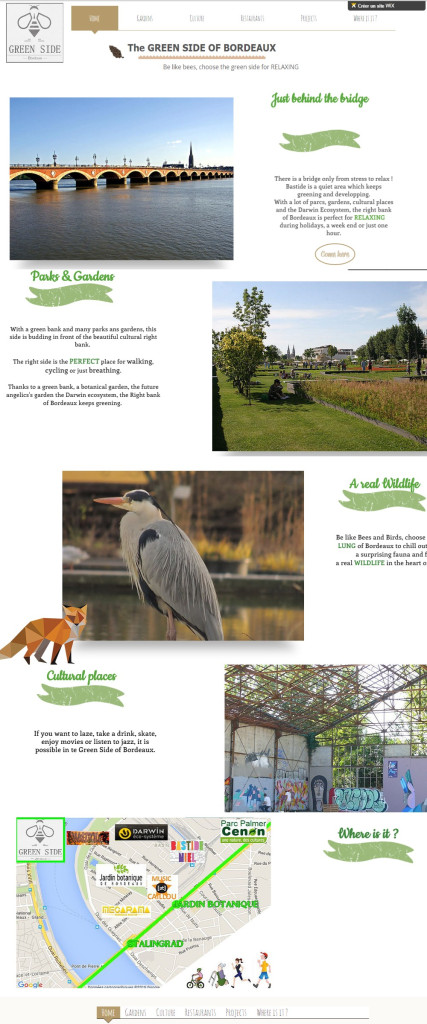 Créer un site WiX
GREEN SIDE
Bordeaux
HOME Gardens Culture Restaurants Projects Where is it ?
The GREEN SIDE OF BORDEAUX
Be like bees, choose the green side for RELAXING
Just behind the bridge
There is a bridge only from stress to relax !
Bastide is a quiet area which keeps
greening and developping.
With a lot of parcs, gardens, cultural places
and the Darwin Ecosystem, the right bank
of Bordeaux is perfect for RELAXING
during holidays, a week end or just one
hour.
Come here
Parks & Gardens
With a green bank and many parks ans gardens, this
side is budding in front of the beautiful cultural right
bank.
The right side is the PERFECT place for walking,
cycling or just breathing.
Thanks to a green bank, a botanical garden, the future
angelics's garden the Darwin ecosystem, the Right bank
of Bordeaux keeps greening.
A real Wildlife
Be like Bees and Birds, choose
LUNG of Bordeaux to chill out
a surprising fauna and f
a real WILDLIFE in the heart o
Cultural places
If you want to laze, take a drink, skate,
enjoy movies or listen to jazz, it is
possible in te Green Side of Bordeaux.
Where is it ?
GREEN SIDE
DARWIN
éco-système
Parc Palmer
Cenon
BASTIDE
NIEL
Jardin botanique
DE BORDEAUX
MUSIC
CAILLOU
MEGARAMA
JARDIN BOTANIQUE
STALINGRAD
Google
HOME Gardens Culture Restaurants Projects Where is it ?